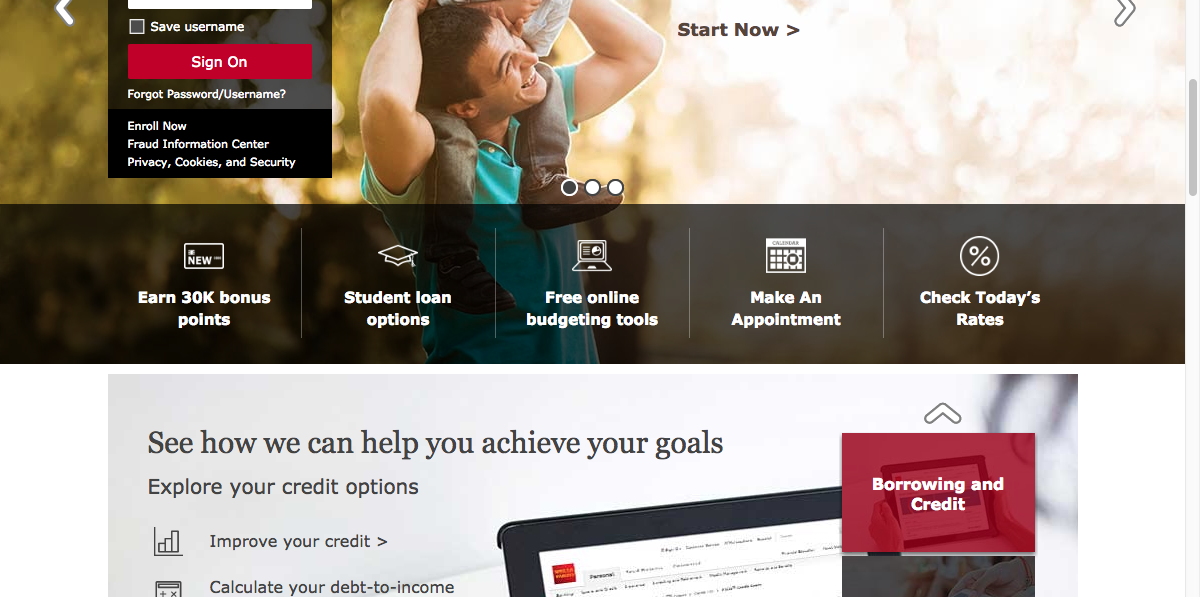 Save username
Start Now >
Sign On
Forgot Password/Username?
Enroll Now
Fraud Information Center
Privacy, Cookies, and Security
NEW
CALENDAR
Earn 30K bonus
points
Student loan
options
Free online
budgeting tools
Make An
Appointment
Check Today’s
Rates
See how we can help you achieve your goals
Explore your credit options
Borrowing and
Credit
Improve your credit >
Personal
Calculate your debt-to-income